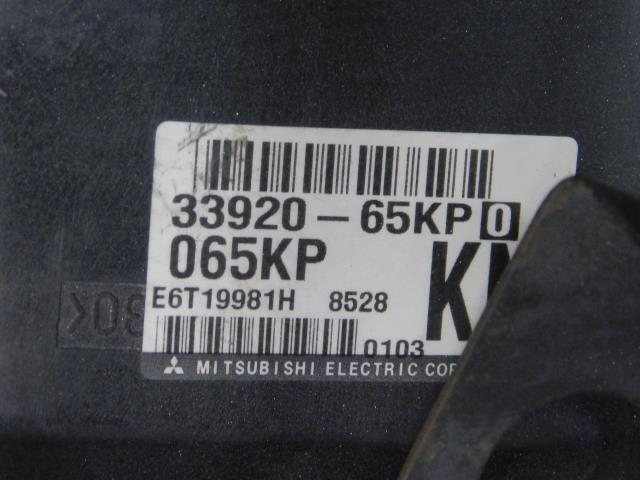 33920-65KP0
065KP
E6T19981H 8528
0103
MITSUBISHI ELECTRIC